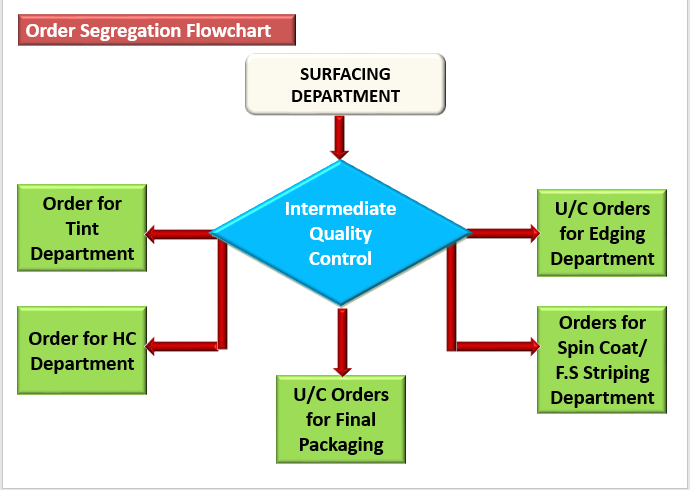 Order Segregation Flowchart
SURFACING
DEPARTMENT
Intermediate
Quality
Control
Order for
Tint
Department
U/C Orders
for Edging
Department
Order for HC
Department
Orders for
Spin Coat/
F.S Striping
Department
U/C Orders
for Final
Packaging